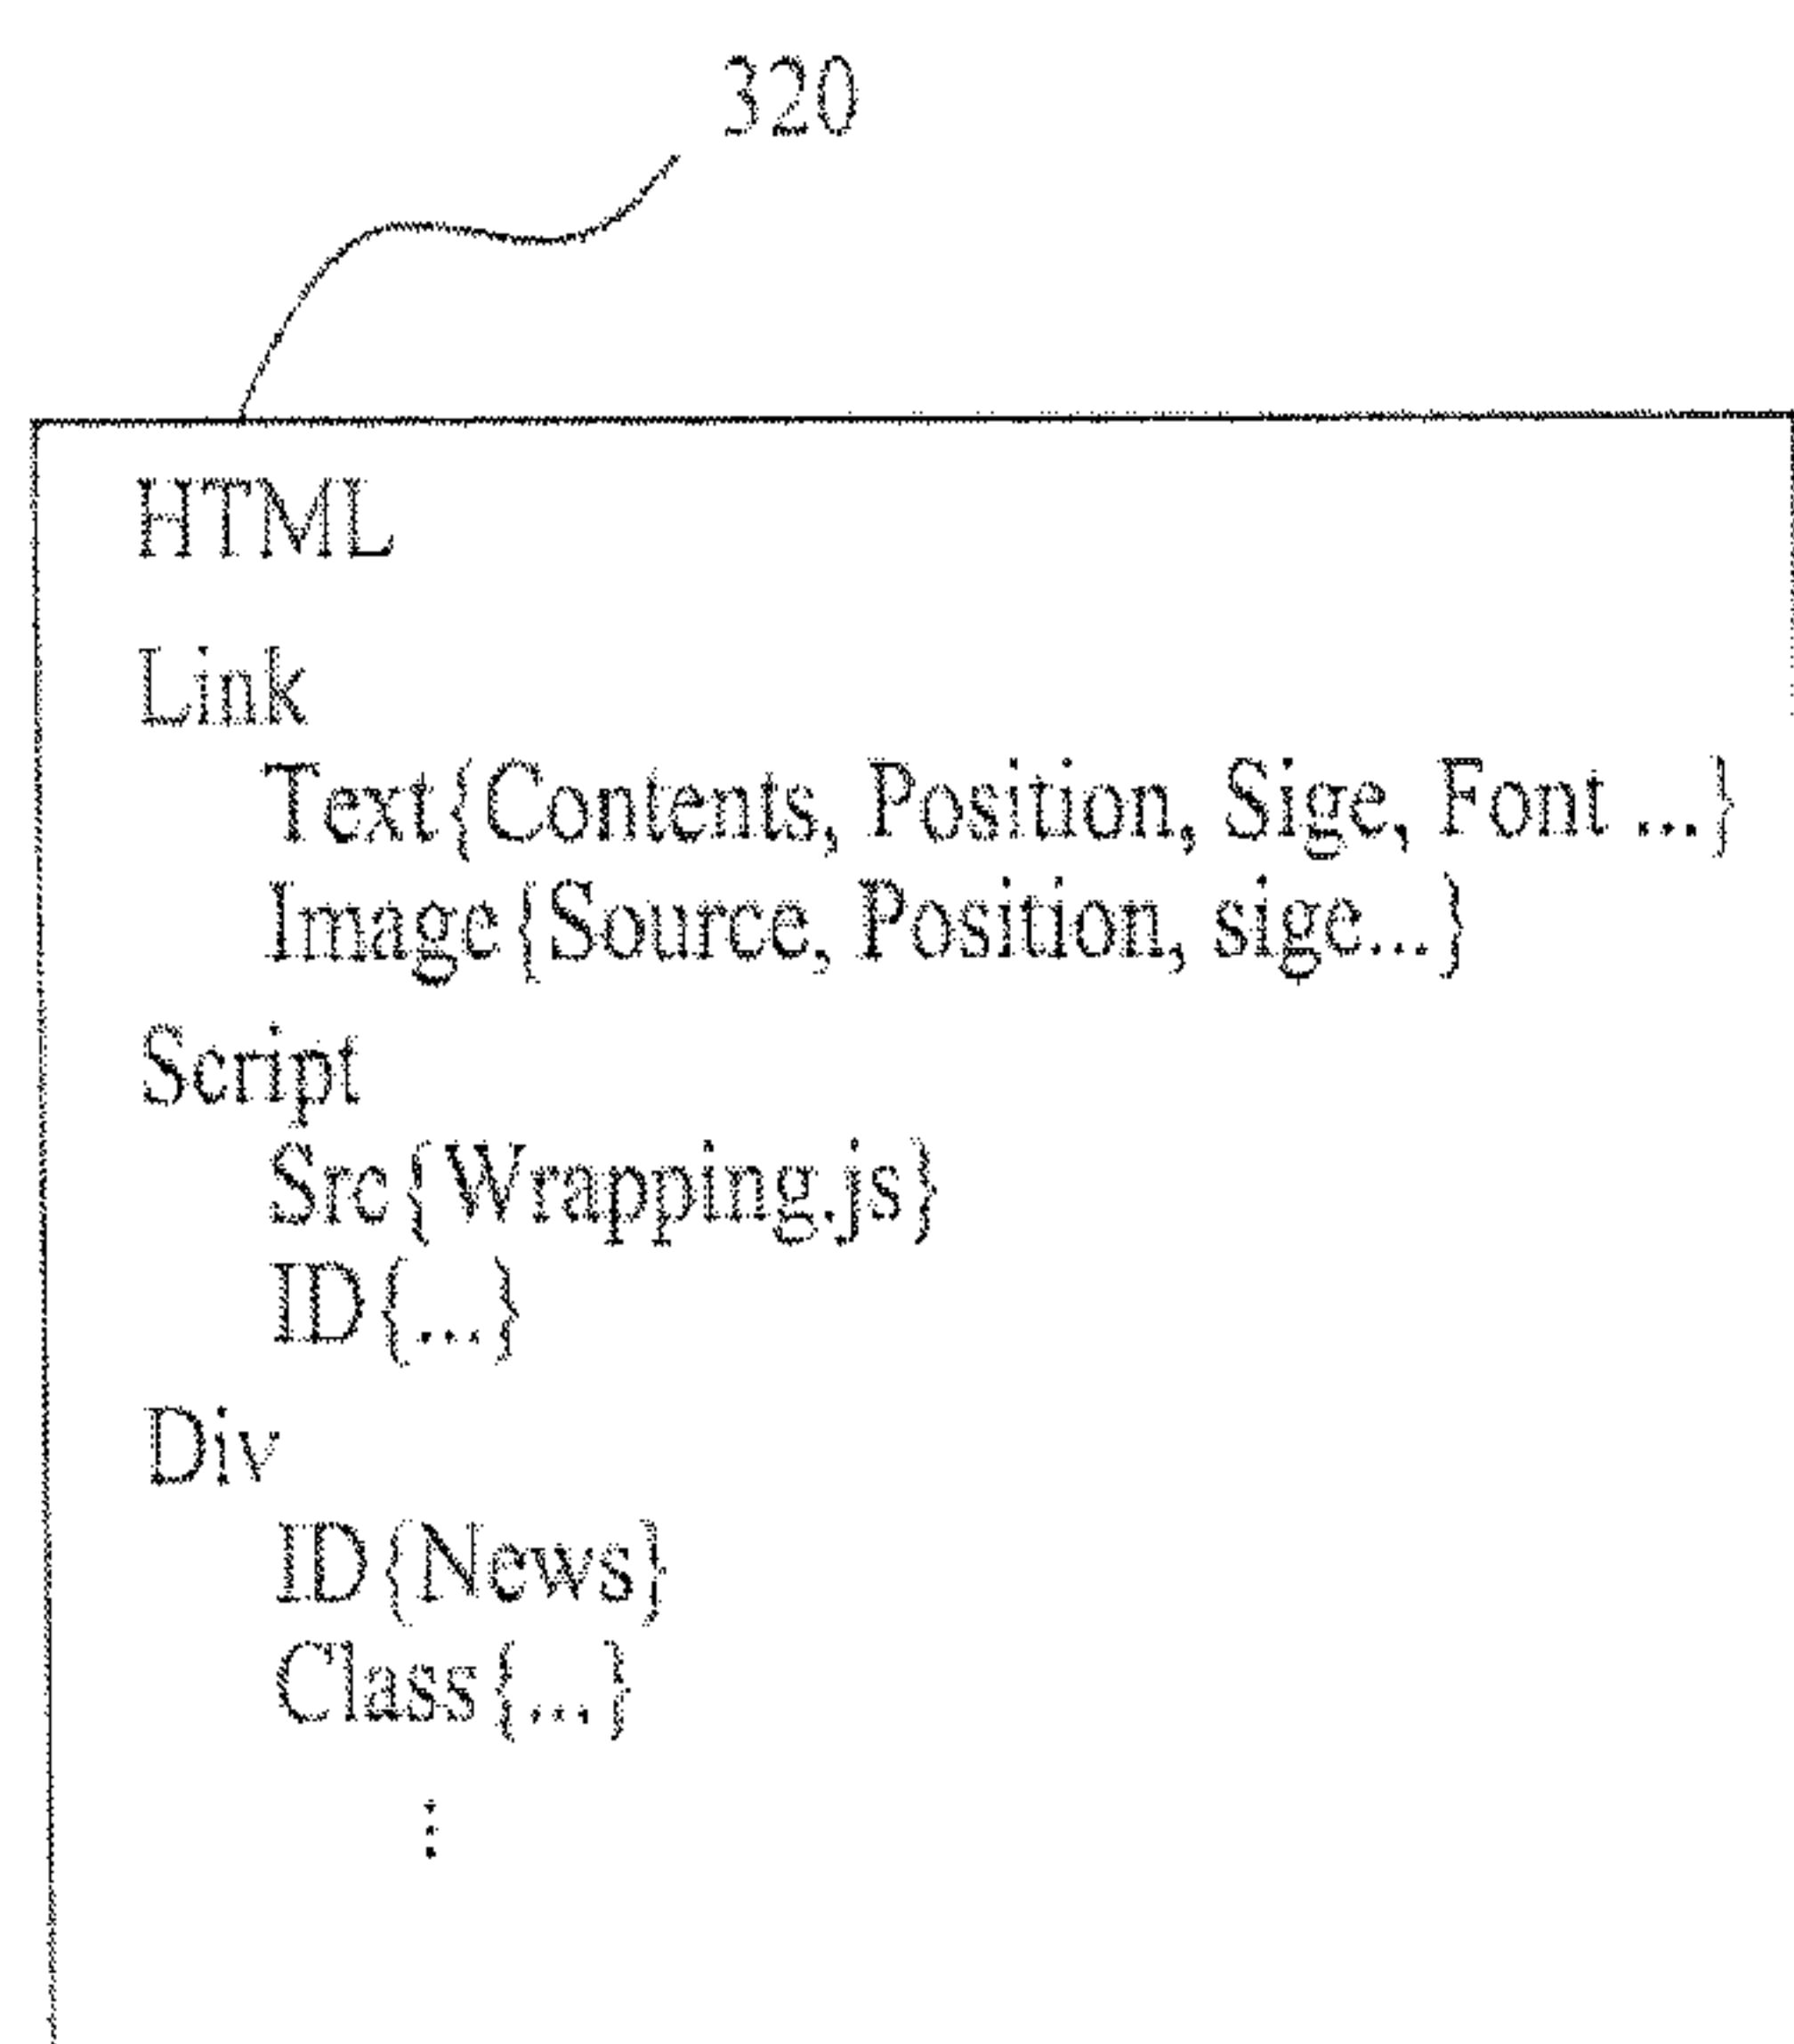 320
HTML
Link
Text{Contents, Position, Sige, Font ...}
Image{Source, Position, sige...}
Script
Src{Wrapping.js}
ID{...}
Div
ID{News}
Class{...}
⋮